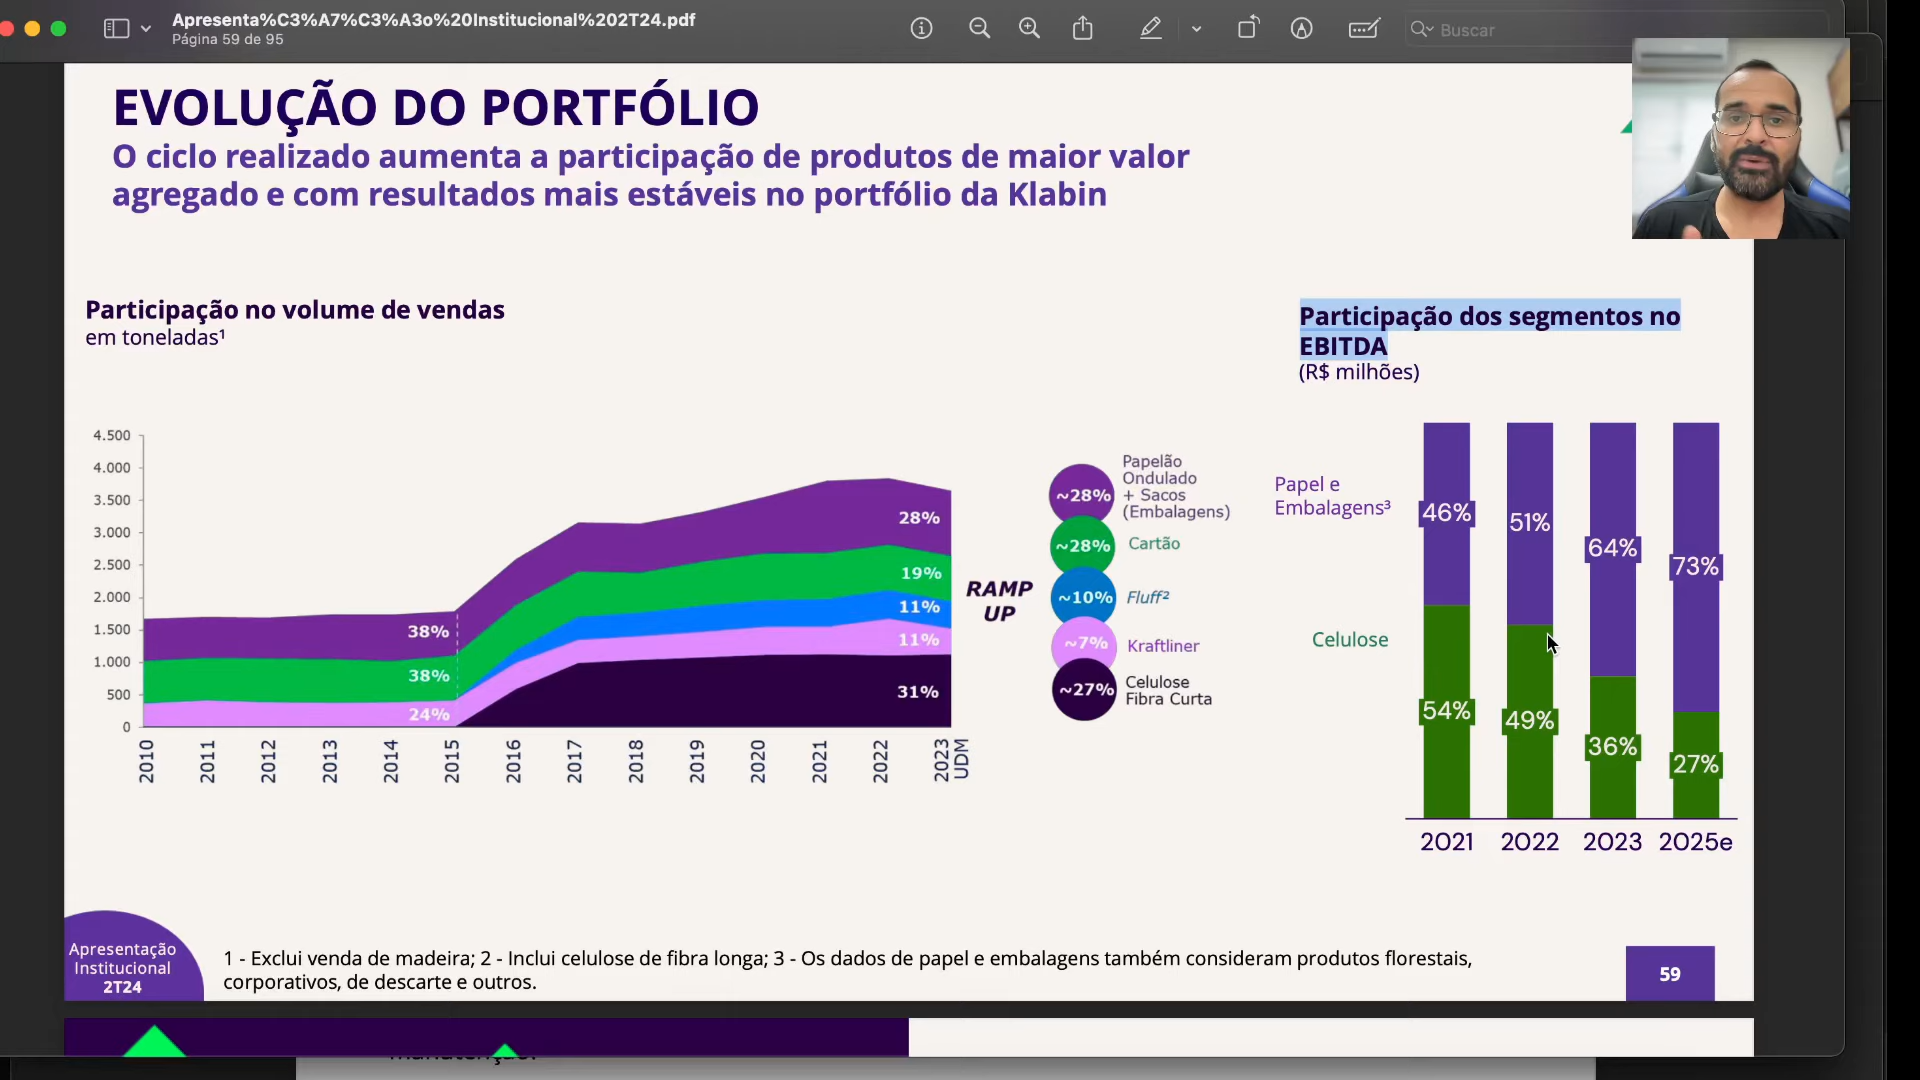 Apresenta%C3%A7%C3%A3o%20Institucional%202T24.pdf
Página 59 de 95
Buscar
EVOLUÇÃO DO PORTFÓLIO
O ciclo realizado aumenta a participação de produtos de maior valor
agregado e com resultados mais estáveis no portfólio da Klabin
Participação no volume de vendas
em toneladas¹
4.500
4.000
3.500
3.000
2.500
2.000
1.500
1.000
500
0
38%
38%
24%
28%
19%
11%
11%
31%
2010
2011
2012
2013
2014
2015
2016
2017
2018
2019
2020
2021
2022
2023
UDM
RAMP
UP
~28%
Papelão
Ondulado
+ Sacos
(Embalagens)
~28%
Cartão
~10%
Fluff²
~7%
Kraftliner
~27%
Celulose
Fibra Curta
Participação dos segmentos no
EBITDA
(R$ milhões)
Papel e
Embalagens³
Celulose
46%
51%
64%
73%
54%
49%
36%
27%
2021
2022
2023
2025e
Apresentação
Institucional
2T24
1 - Exclui venda de madeira; 2 - Inclui celulose de fibra longa; 3 - Os dados de papel e embalagens também consideram produtos florestais,
corporativos, de descarte e outros.
59